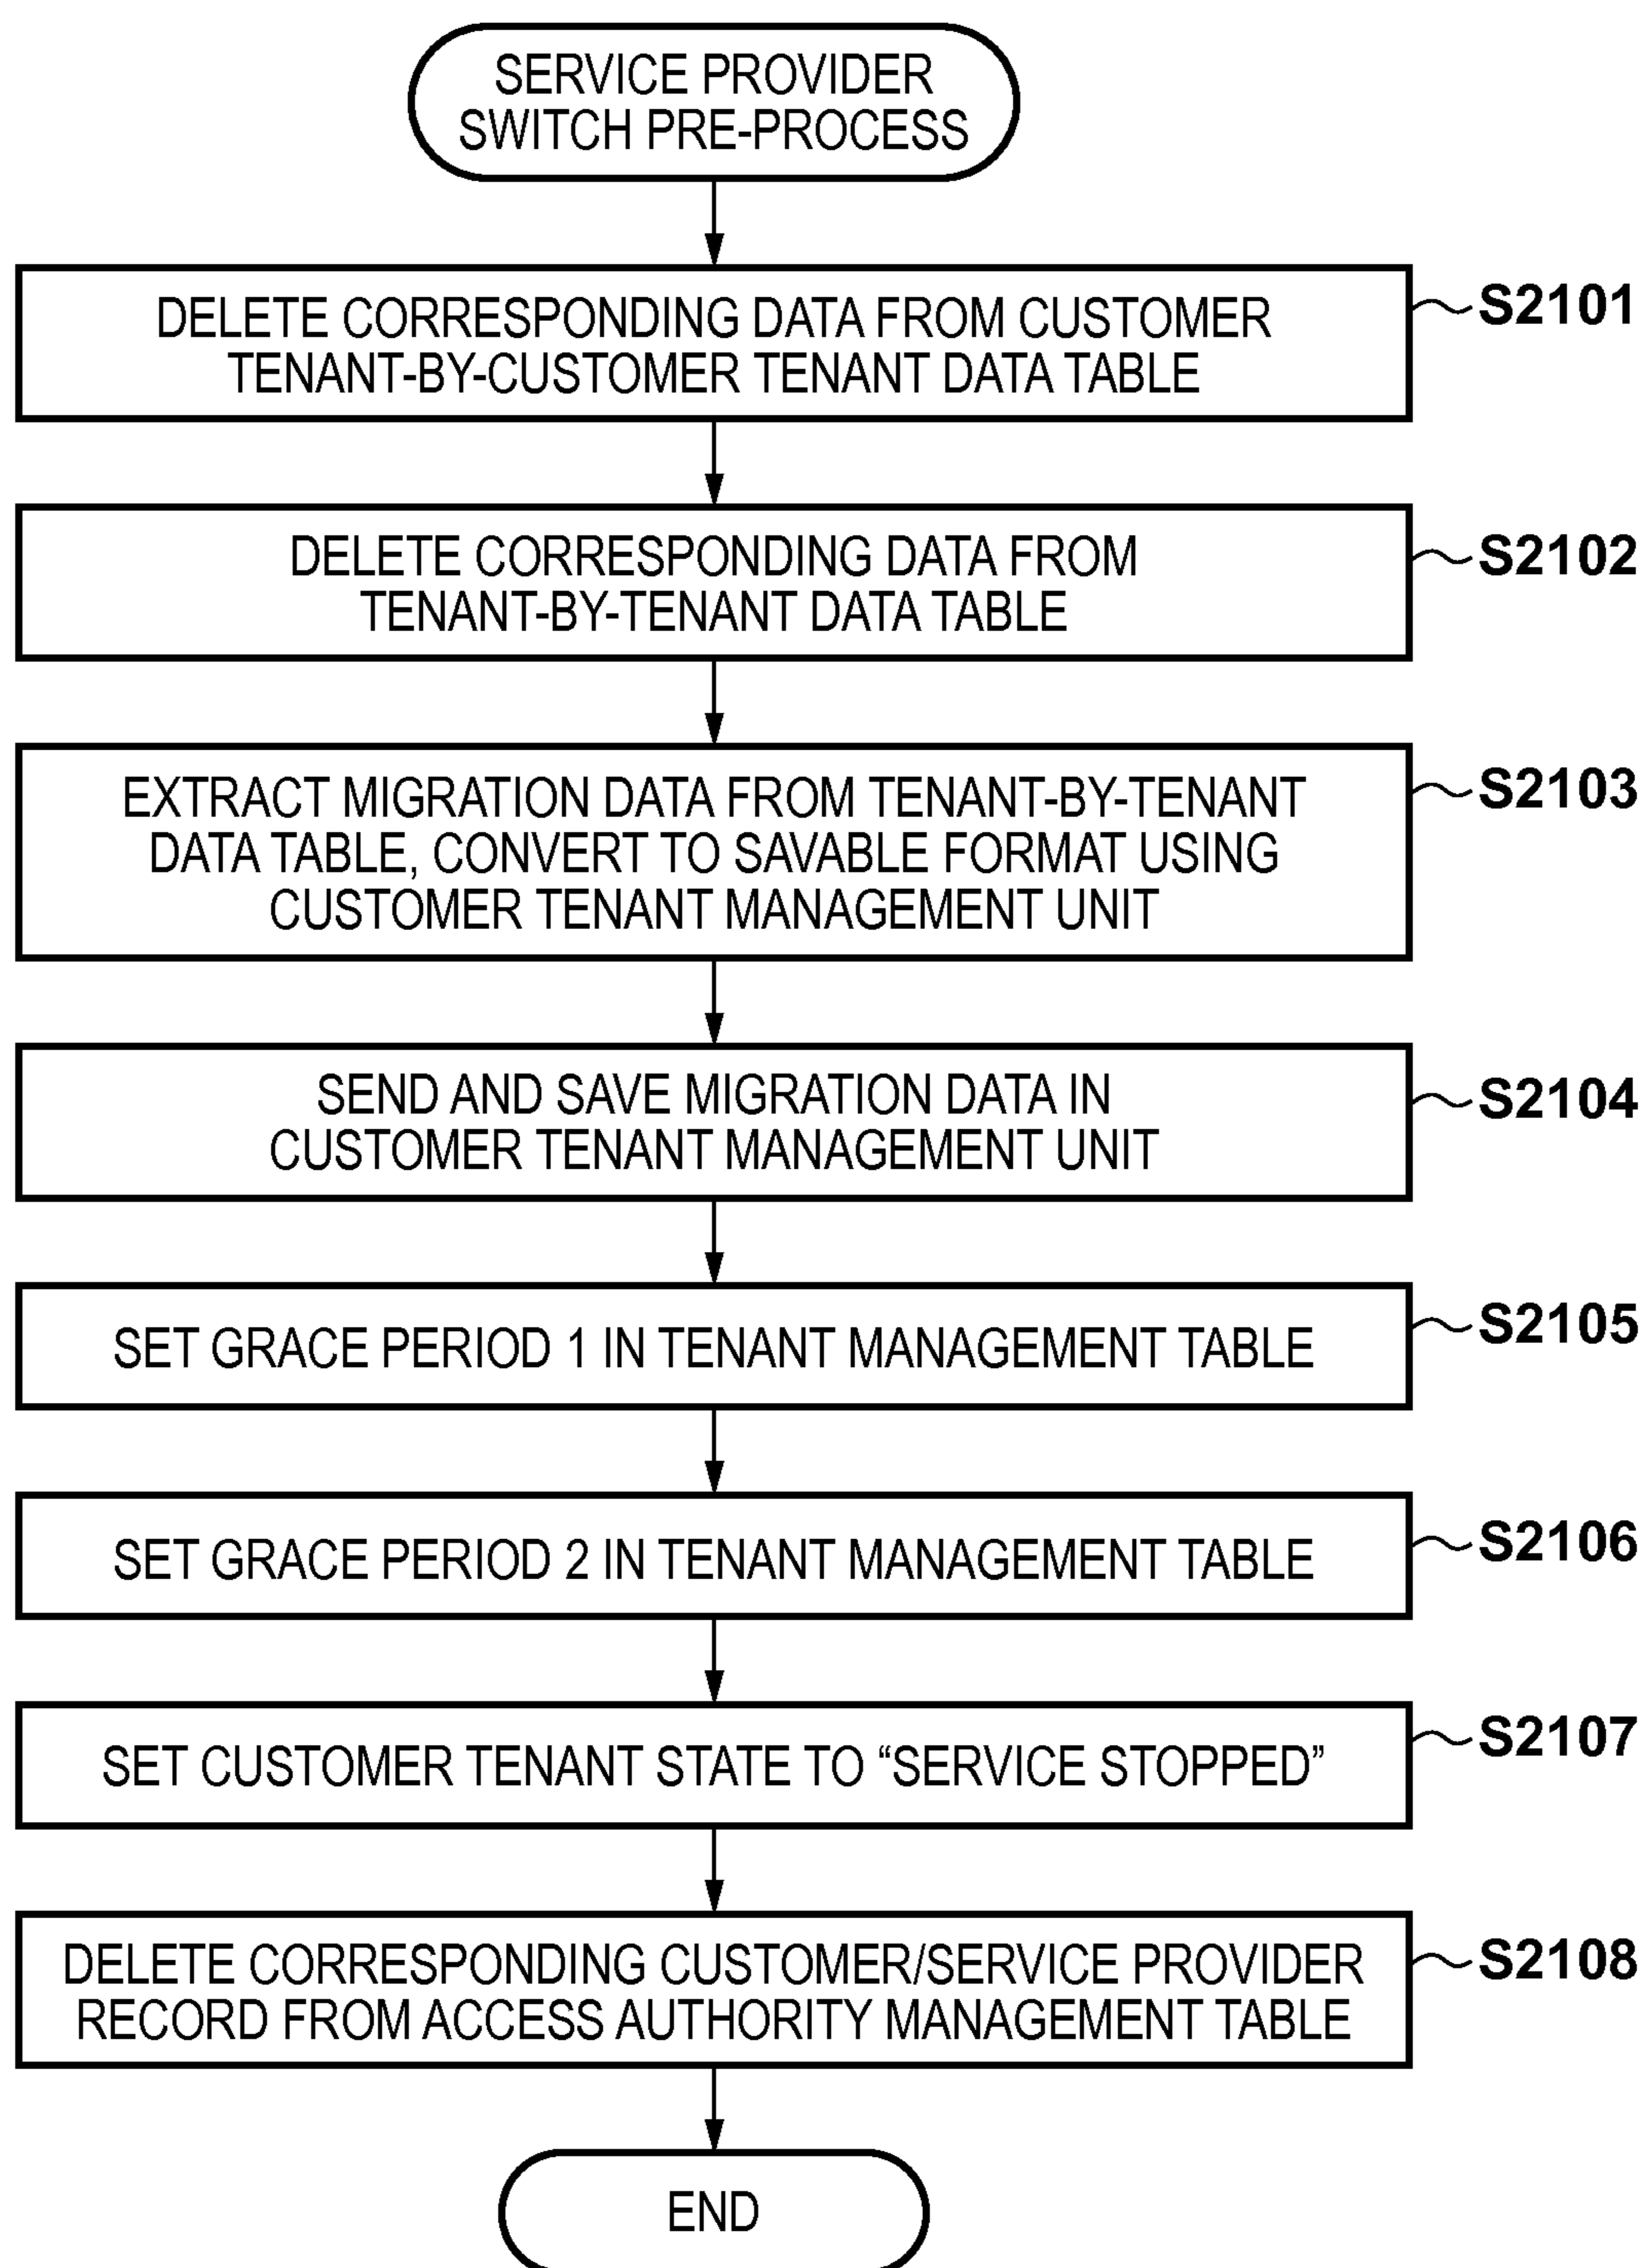 SERVICE PROVIDER
SWITCH PRE-PROCESS
DELETE CORRESPONDING DATA FROM CUSTOMER
TENANT-BY-CUSTOMER TENANT DATA TABLE
S2101
DELETE CORRESPONDING DATA FROM
TENANT-BY-TENANT DATA TABLE
S2102
EXTRACT MIGRATION DATA FROM TENANT-BY-TENANT
DATA TABLE, CONVERT TO SAVABLE FORMAT USING
CUSTOMER TENANT MANAGEMENT UNIT
S2103
SEND AND SAVE MIGRATION DATA IN
CUSTOMER TENANT MANAGEMENT UNIT
S2104
SET GRACE PERIOD 1 IN TENANT MANAGEMENT TABLE
S2105
SET GRACE PERIOD 2 IN TENANT MANAGEMENT TABLE
S2106
SET CUSTOMER TENANT STATE TO “SERVICE STOPPED”
S2107
DELETE CORRESPONDING CUSTOMER/SERVICE PROVIDER
RECORD FROM ACCESS AUTHORITY MANAGEMENT TABLE
S2108
END